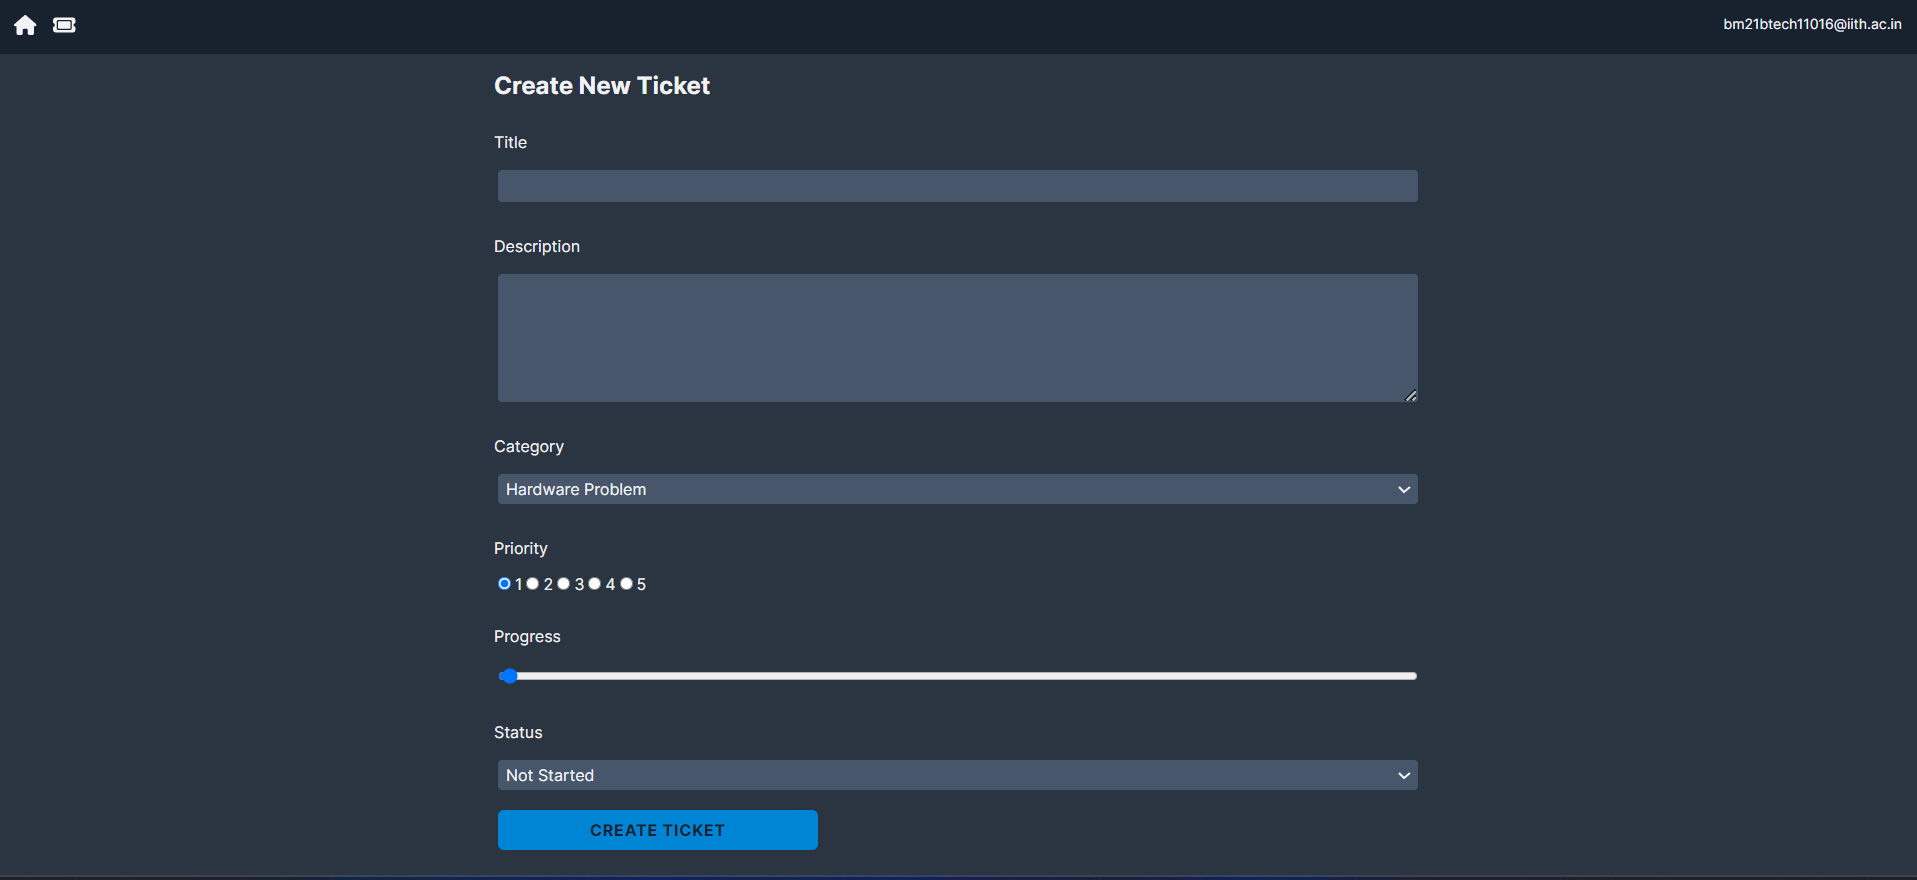 bm21btech11016@iith.ac.in
Create New Ticket
Title
Description
Category
Hardware Problem
Priority
1 2 3 4 5
Progress
Status
Not Started
CREATE TICKET